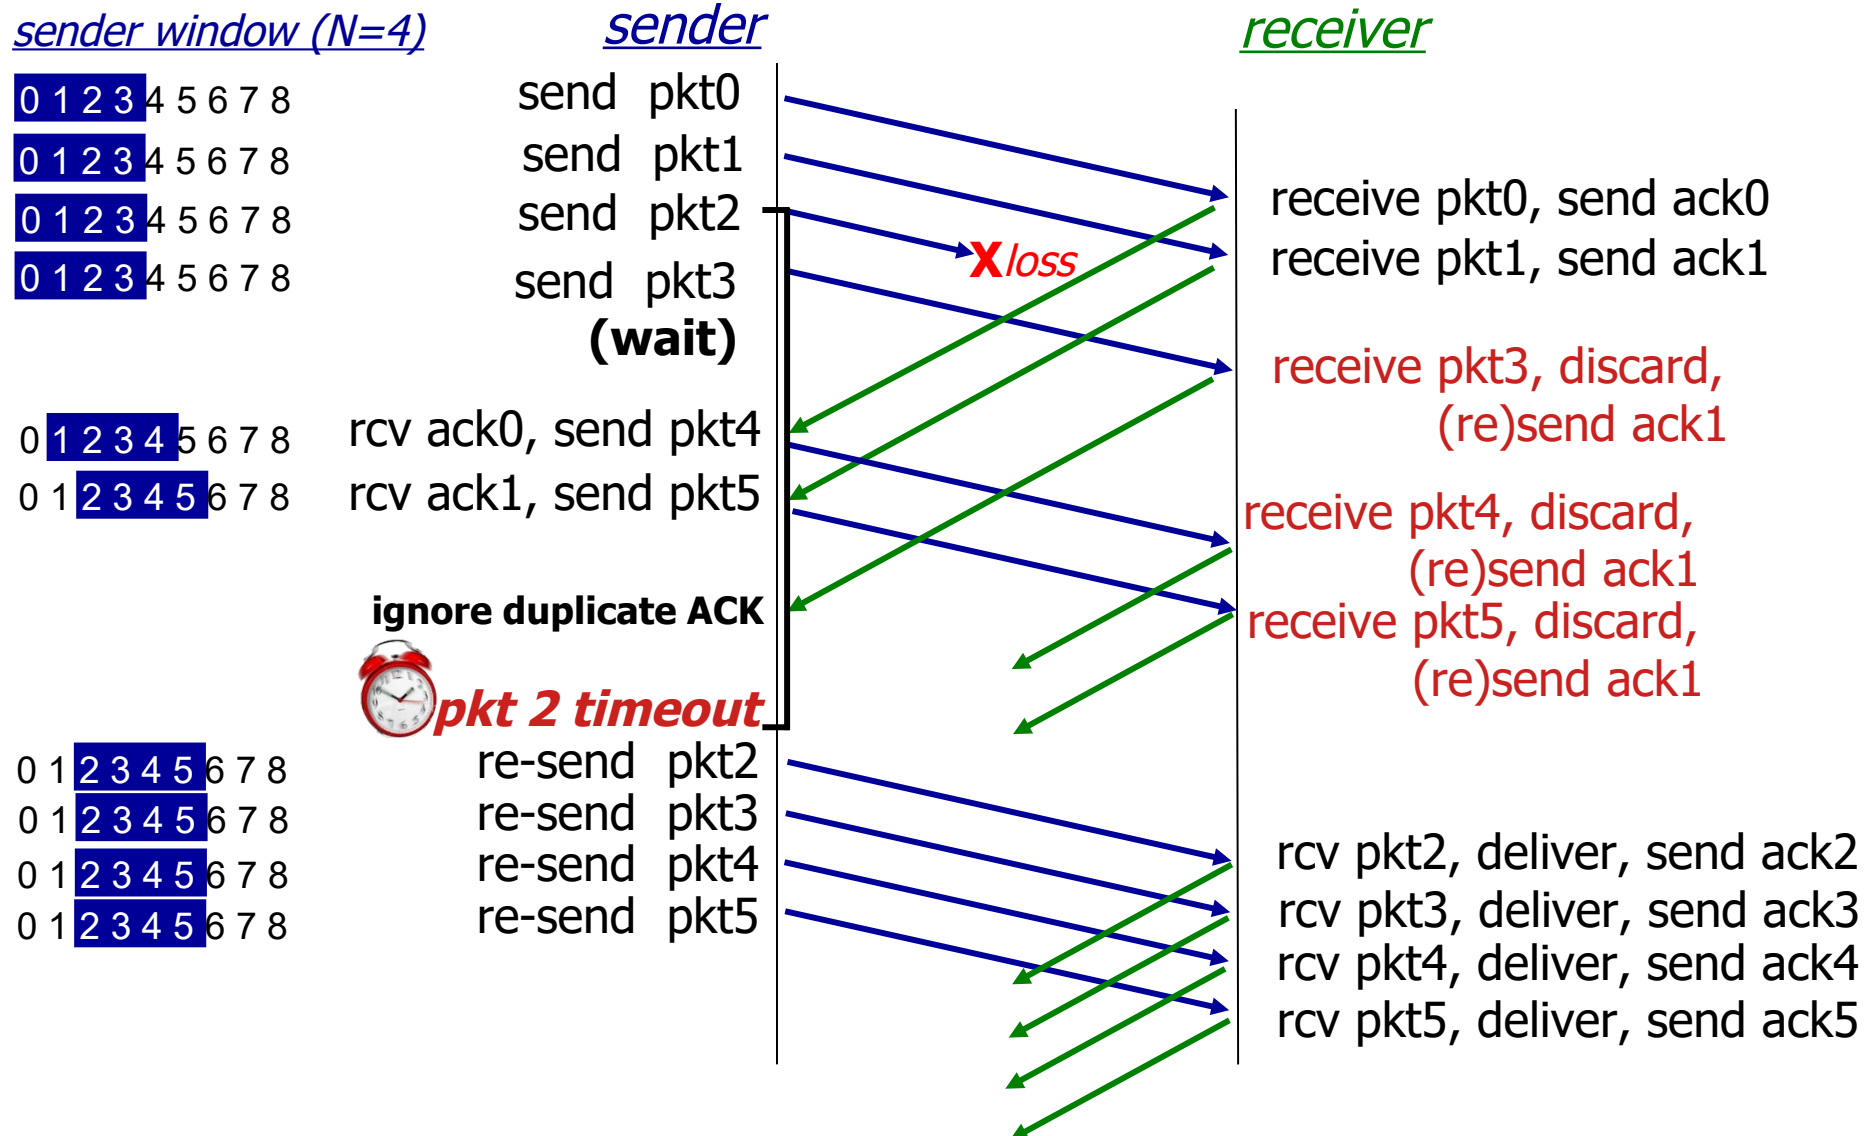 sender window (N=4)
sender
receiver
0 1 2 3 4 5 6 7 8
send pkt0
0 1 2 3 4 5 6 7 8
send pkt1
0 1 2 3 4 5 6 7 8
send pkt2
receive pkt0, send ack0
Xloss
receive pkt1, send ack1
0 1 2 3 4 5 6 7 8
send pkt3
(wait)
receive pkt3, discard,
(re)send ack1
0 1 2 3 4 5 6 7 8
rcv ack0, send pkt4
0 1 2 3 4 5 6 7 8
rcv ack1, send pkt5
receive pkt4, discard,
(re)send ack1
ignore duplicate ACK
receive pkt5, discard,
(re)send ack1
pkt 2 timeout
0 1 2 3 4 5 6 7 8
re-send pkt2
0 1 2 3 4 5 6 7 8
re-send pkt3
0 1 2 3 4 5 6 7 8
re-send pkt4
rcv pkt2, deliver, send ack2
0 1 2 3 4 5 6 7 8
re-send pkt5
rcv pkt3, deliver, send ack3
rcv pkt4, deliver, send ack4
rcv pkt5, deliver, send ack5